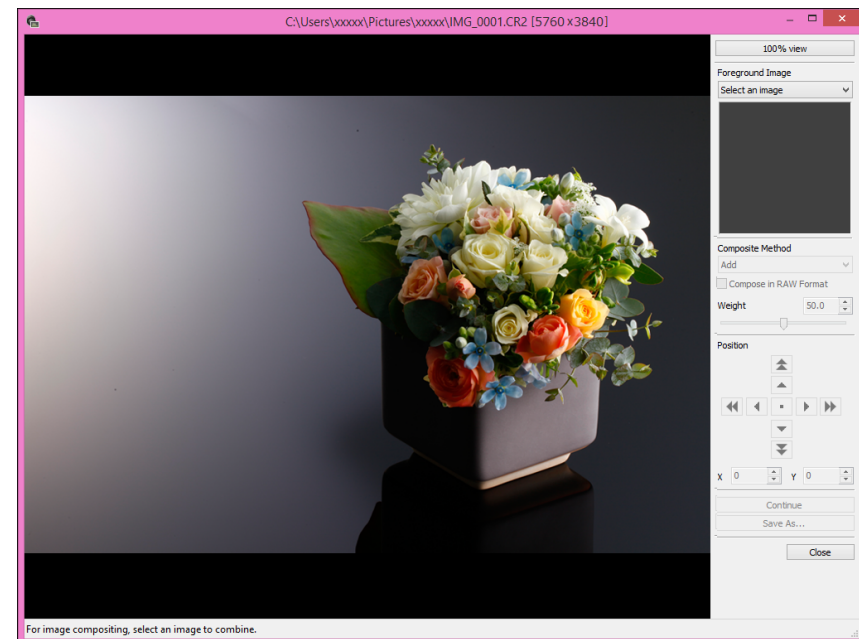 C:\Users\xxxxx\Pictures\xxxxx\IMG_0001.CR2 [5760x3840]
100% view
Foreground Image
Select an image
Composite Method
Add
Compose in RAW Format
Weight 50.0
Position
X 0 Y 0
Continue
Save As...
Close
For image compositing, select an image to combine.